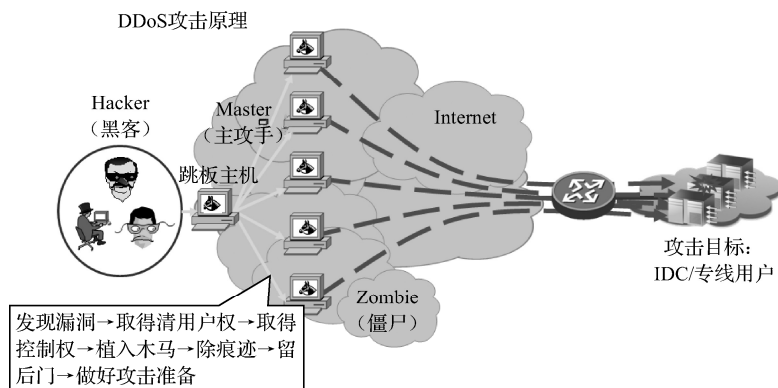 DDoS攻击原理
Hacker
（黑客）
Master
（主攻手）
Internet
跳板主机
攻击目标：
IDC/专线用户
Zombie
（僵尸）
发现漏洞→取得清用户权→取得
控制权→植入木马→除痕迹→留
后门→做好攻击准备